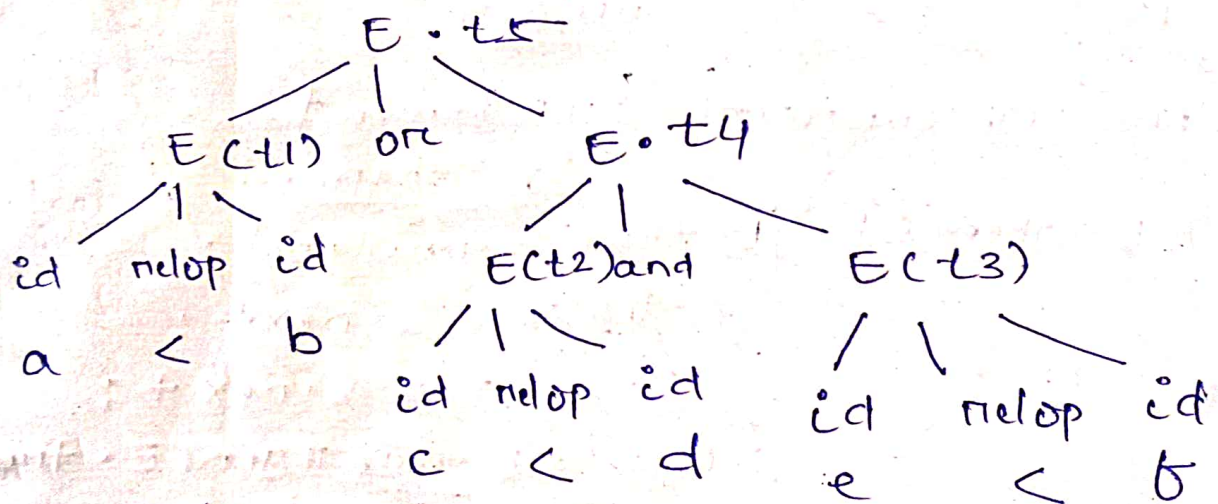 E . t5
E (t1) or E . t4
id relop id E(t2) and E(t3)
a < b
id relop id id relop id
c < d e < f